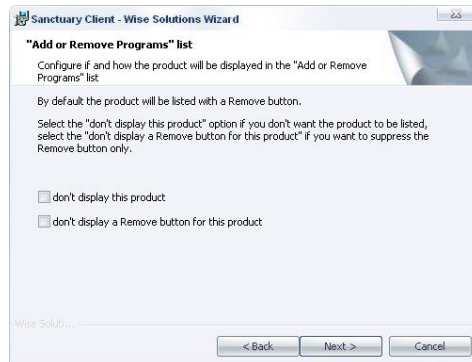 Sanctuary Client - Wise Solutions Wizard
"Add or Remove Programs" list
Configure if and how the product will be displayed in the "Add or Remove
Programs" list
By default the product will be listed with a Remove button.
Select the "don't display this product" option if you don't want the product to be listed,
select the "don't display a Remove button for this product" if you want to suppress the
Remove button only.
don't display this product
don't display a Remove button for this product
Wise Soluti...
< Back
Next >
Cancel